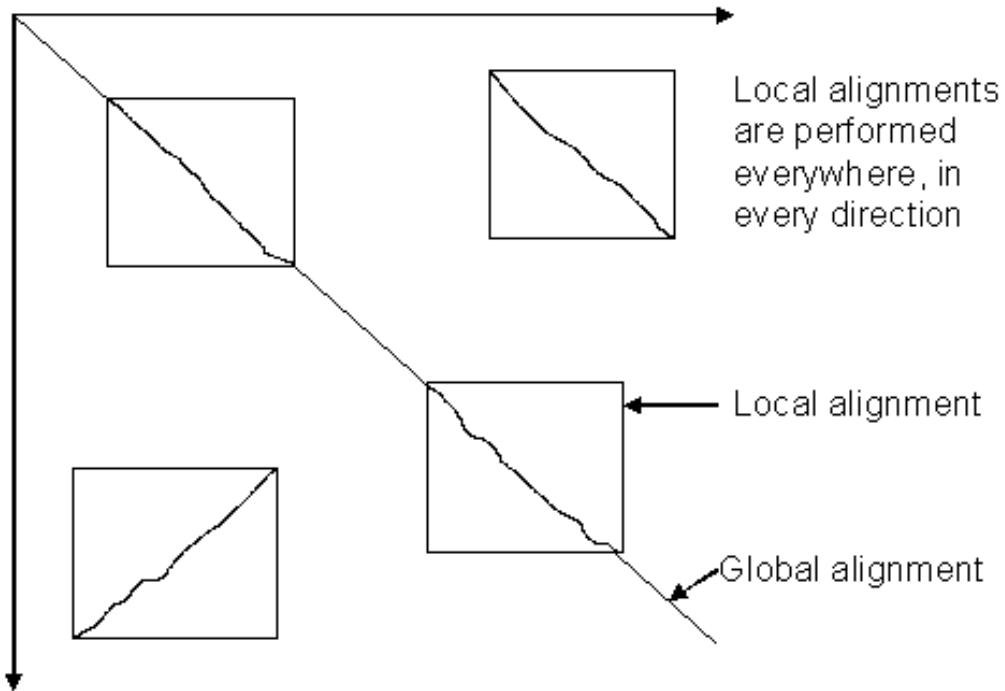 Local alignments
are performed
everywhere, in
every direction
Local alignment
Global alignment